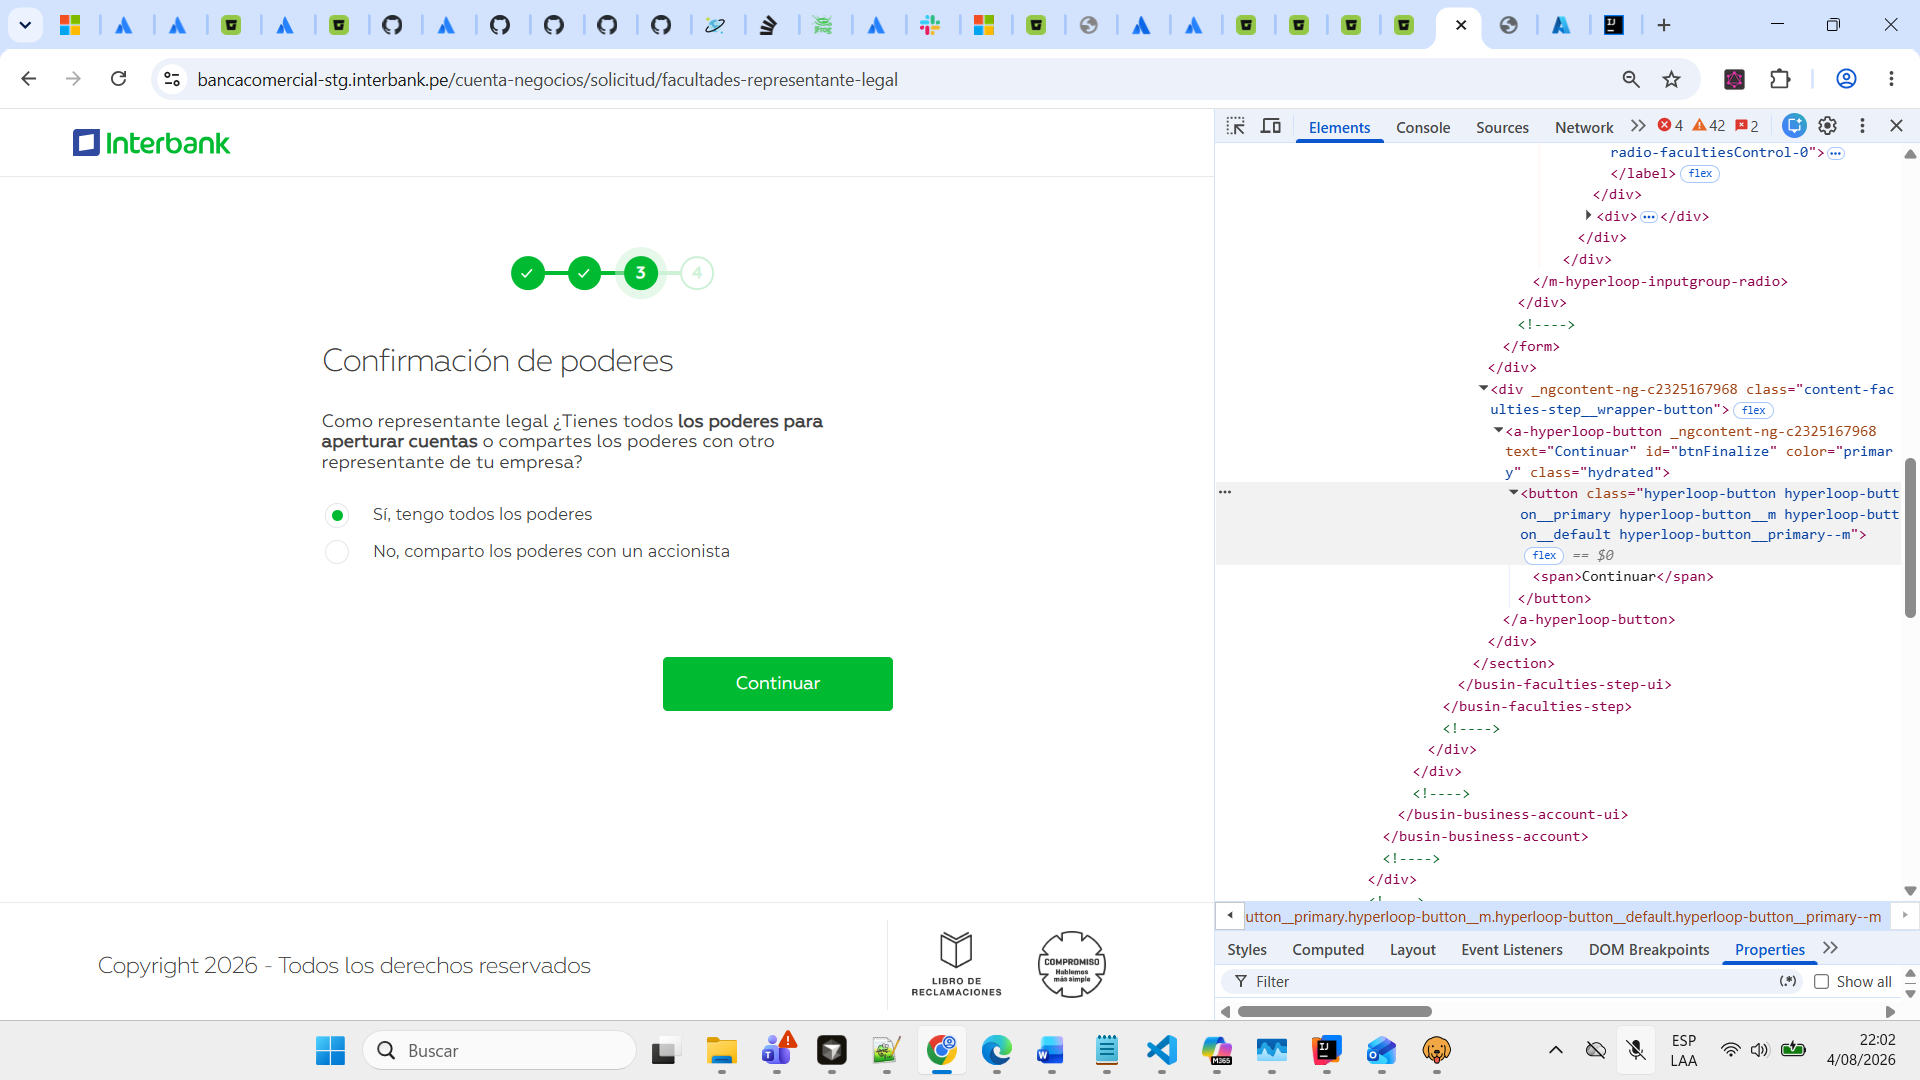 bancacomercial-stg.interbank.pe/cuenta-negocios/solicitud/facultades-representante-legal
Interbank
3
4
Confirmación de poderes
Como representante legal ¿Tienes todos los poderes para
aperturar cuentas o compartes los poderes con otro
representante de tu empresa?
Sí, tengo todos los poderes
No, comparto los poderes con un accionista
Continuar
Copyright 2026 - Todos los derechos reservados
LIBRO DE
RECLAMACIONES
COMPROMISO
Hablemos
más simple
Elements Console Sources Network 4 42 2
radio-facultiesControl-0">
</label> flex
</div>
<div> </div>
</div>
</div>
</m-hyperloop-inputgroup-radio>
</div>
<!---->
</form>
</div>
<div _ngcontent-ng-c2325167968 class="content-fac
ulties-step__wrapper-button"> flex
<a-hyperloop-button _ngcontent-ng-c2325167968
text="Continuar" id="btnFinalize" color="primar
y" class="hydrated">
<button class="hyperloop-button hyperloop-butt
on__primary hyperloop-button__m hyperloop-butt
on__default hyperloop-button__primary--m">
flex == $0
<span>Continuar</span>
</button>
</a-hyperloop-button>
</div>
</section>
</busin-faculties-step-ui>
</busin-faculties-step>
<!---->
</div>
</div>
<!---->
</busin-business-account-ui>
</busin-business-account>
<!---->
</div>
utton__primary.hyperloop-button__m.hyperloop-button__default.hyperloop-button__primary--m
Styles Computed Layout Event Listeners DOM Breakpoints Properties
Filter (.*) Show all
Buscar
ESP
LAA
22:02
4/08/2026